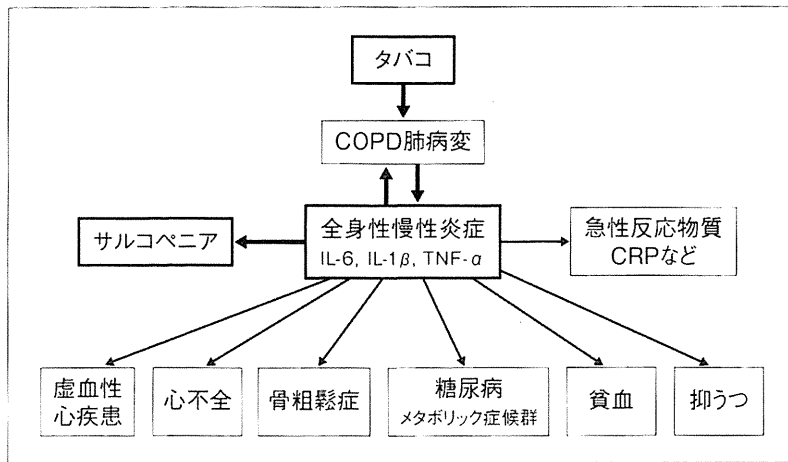 タバコ
COPD肺病変
全身性慢性炎症
IL-6, IL-1β, TNF-α
サルコペニア
急性反応物質
CRPなど
虚血性
心疾患
心不全
骨粗鬆症
糖尿病
メタボリック症候群
貧血
抑うつ